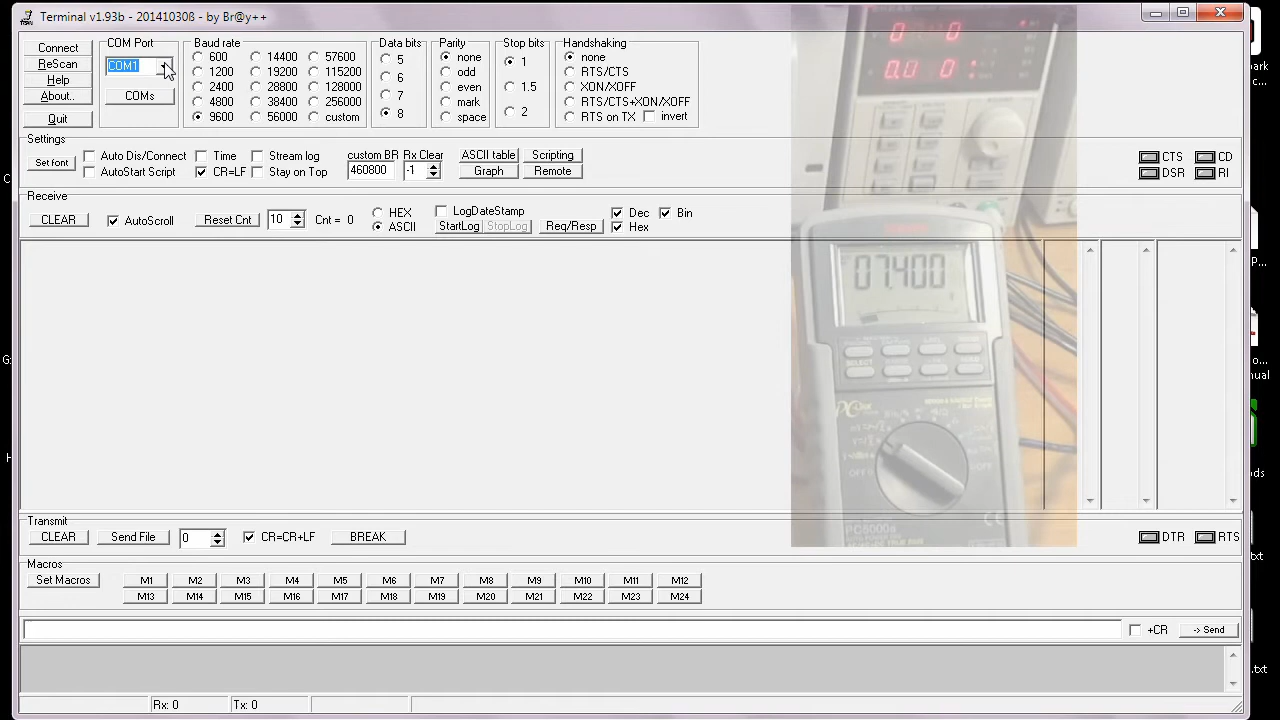 Terminal v1.93b - 20141030ß - by Br@y++
Connect
ReScan
Help
About..
Quit
COM Port
COM1
COMs
Baud rate
600 14400 57600
1200 19200 115200
2400 28800 128000
4800 38400 256000
9600 56000 custom
Data bits
5
6
7
8
Parity
none
odd
even
mark
space
Stop bits
1
1.5
2
Handshaking
none
RTS/CTS
XON/XOFF
RTS/CTS+XON/XOFF
RTS on TX invert
Settings
Set font
Auto Dis/Connect Time Stream log
AutoStart Script CR=LF Stay on Top
custom BR Rx Clear
460800 -1
ASCII table Scripting
Graph Remote
CTS CD
DSR RI
Receive
CLEAR AutoScroll Reset Cnt 10 Cnt = 0
HEX
ASCII
LogDateStamp
StartLog StopLog Req/Resp
Dec Bin
Hex
07.400
SELECT
HOLD
OFF
OFF
Transmit
CLEAR Send File 0 CR=CR+LF BREAK
DTR RTS
Macros
Set Macros
M1 M2 M3 M4 M5 M6 M7 M8 M9 M10 M11 M12
M13 M14 M15 M16 M17 M18 M19 M20 M21 M22 M23 M24
+CR -> Send
Rx: 0 Tx: 0